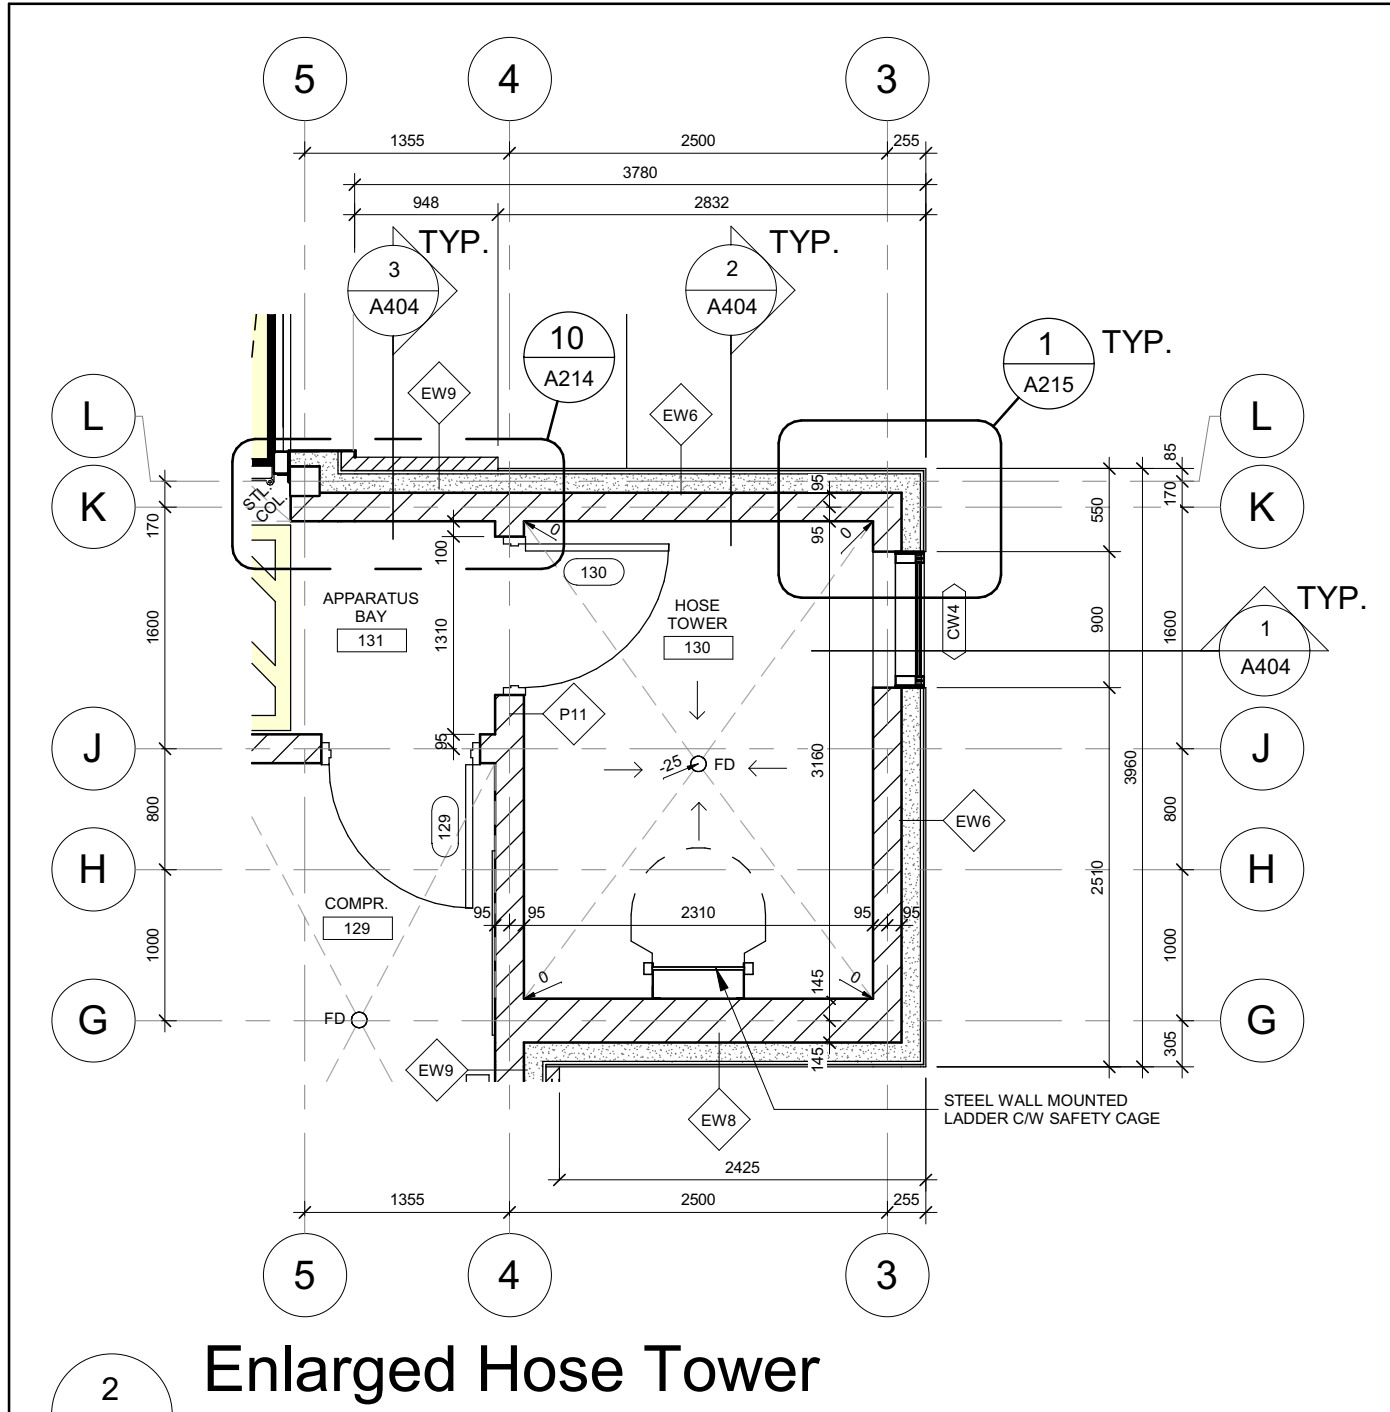 5
4
3
1355
2500
255
3780
948
2832
TYP.
TYP.
3
A404
2
A404
10
A214
1
A215
TYP.
EW9
EW6
L
L
K
K
STL.
COL.
85
170
550
95
95
170
100
0
0
130
APPARATUS
BAY
131
HOSE
TOWER
130
CW4
TYP.
1
A404
1600
1310
900
1600
P11
J
J
95
-25
FD
3160
3960
800
129
EW6
800
H
H
2510
COMPR.
129
95
95
2310
95
95
1000
1000
0
0
145
G
G
FD
145
305
EW9
EW8
STEEL WALL MOUNTED
LADDER C/W SAFETY CAGE
2425
1355
2500
255
5
4
3
2
Enlarged Hose Tower